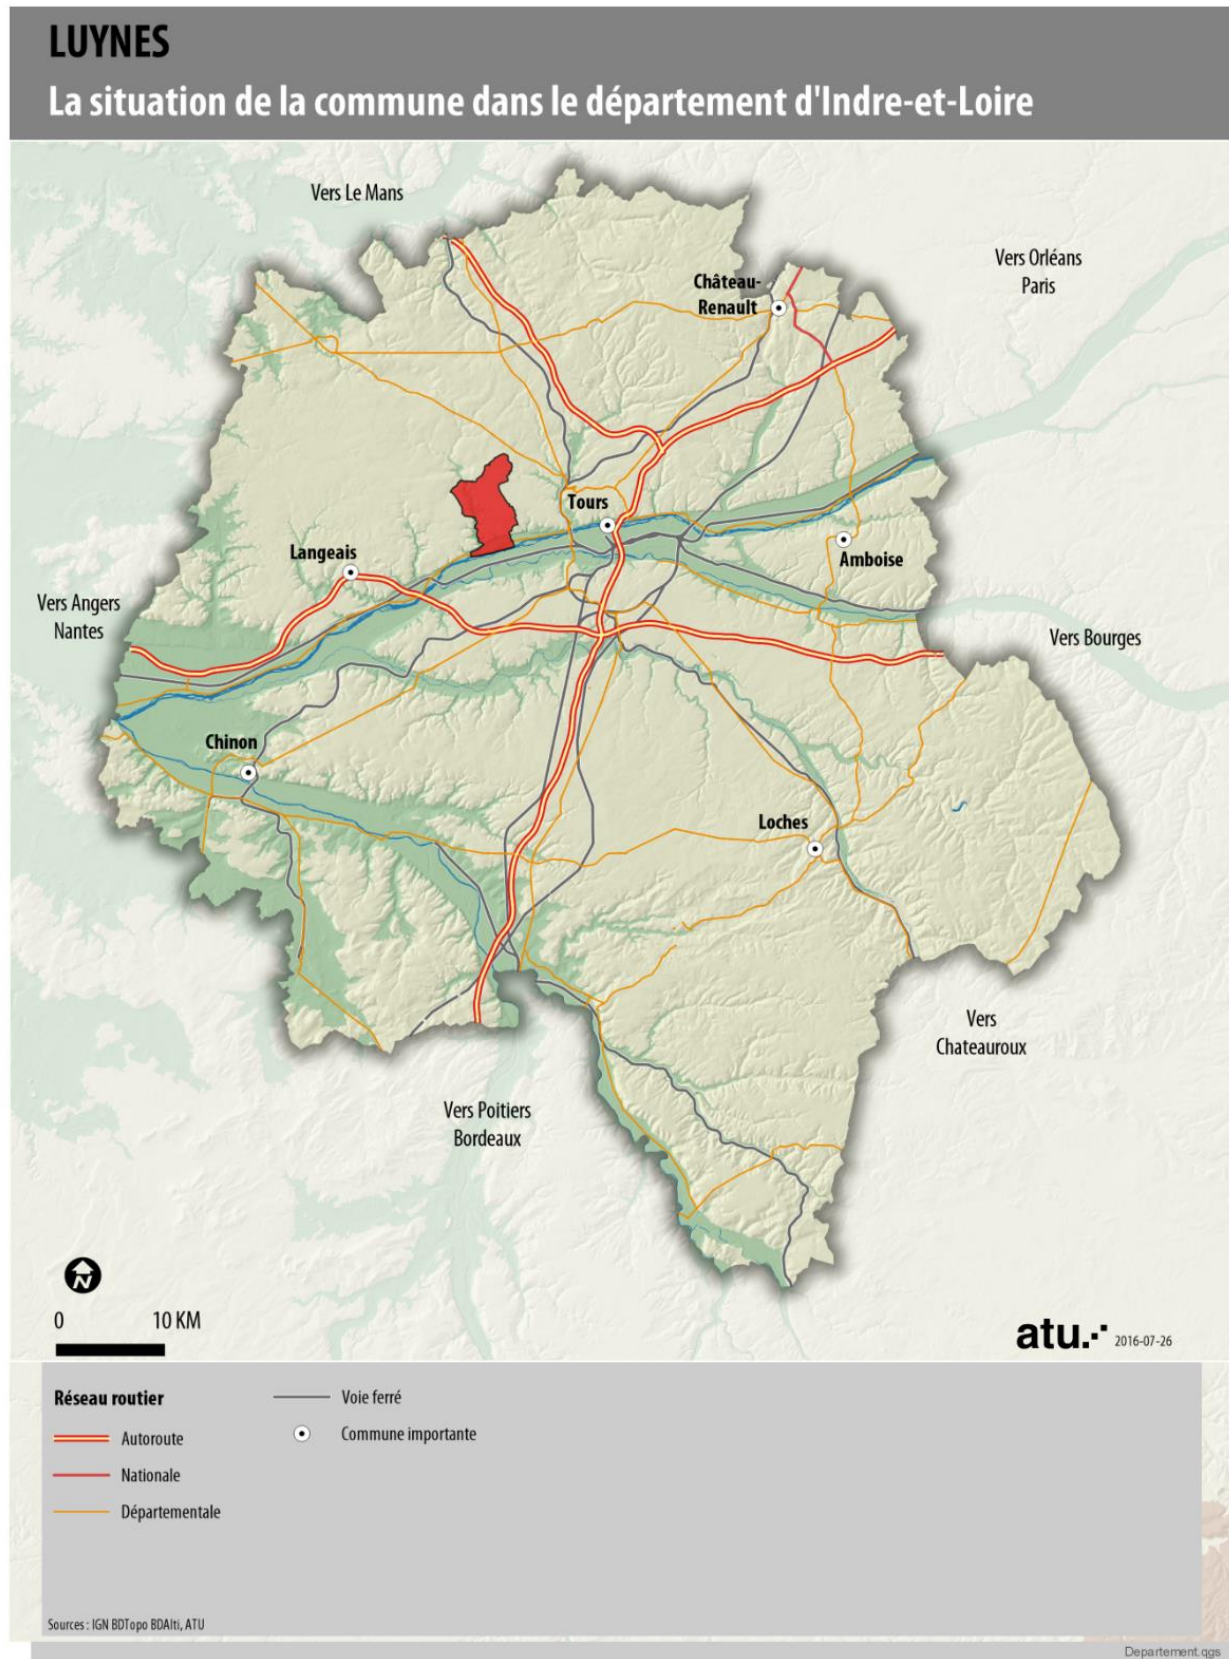 LUYNES
La situation de la commune dans le département d'Indre-et-Loire
Vers Le Mans
Vers Orléans
Paris
Château-
Renault
Tours
Langeais
Amboise
Vers Angers
Nantes
Vers Bourges
Chinon
Loches
Vers
Chateauroux
Vers Poitiers
Bordeaux
N
0 10 KM
atu. 2016-07-26
Réseau routier
Voie ferré
Autoroute
Commune importante
Nationale
Départementale
Sources : IGN BDTopo BDAlti, ATU
Departement.qgs